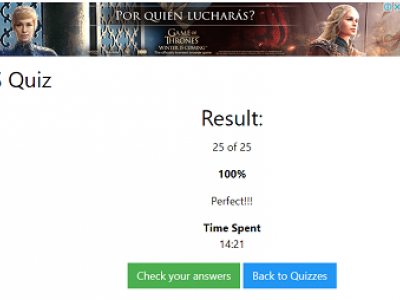 POR QUIÉN LUCHARÁS?
GAME OF
THRONES
WINTER IS COMING
S Quiz
Result:
25 of 25
100%
Perfect!!!
Time Spent
14:21
Check your answers
Back to Quizzes